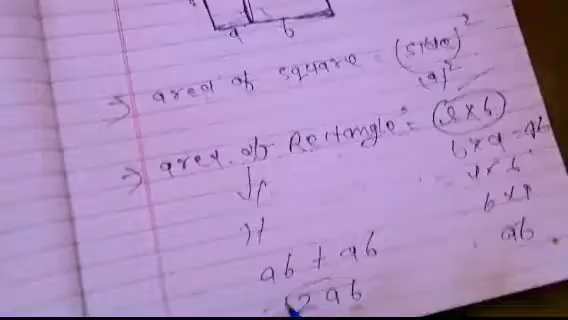 a b
⇒ area of square = (side)²
(a)²
⇒ area of Rectangle = (l × b)
b × a = ab
b ×
ab + ab
ab
2ab